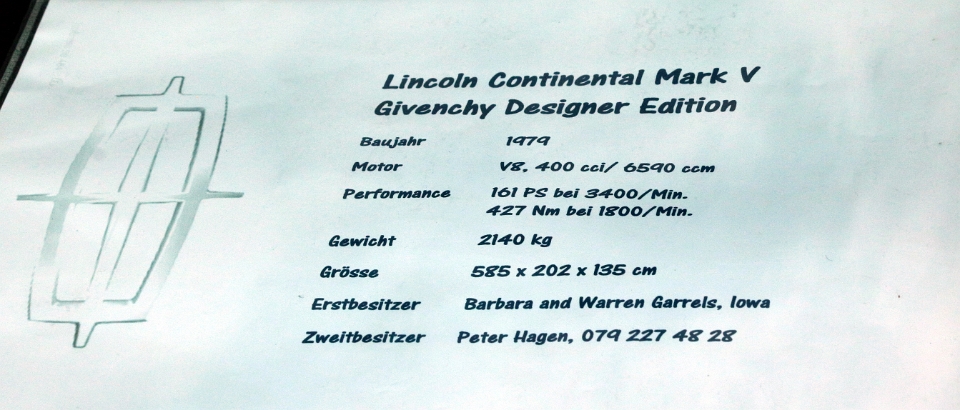 Lincoln Continental Mark V
Givenchy Designer Edition
Baujahr 1979
Motor V8, 400 cci/ 6590 ccm
Performance 161 PS bei 3400/Min.
427 Nm bei 1800/Min.
Gewicht 2140 kg
Grösse 585 x 202 x 135 cm
Erstbesitzer Barbara and Warren Garrels, Iowa
Zweitbesitzer Peter Hagen, 079 227 48 28